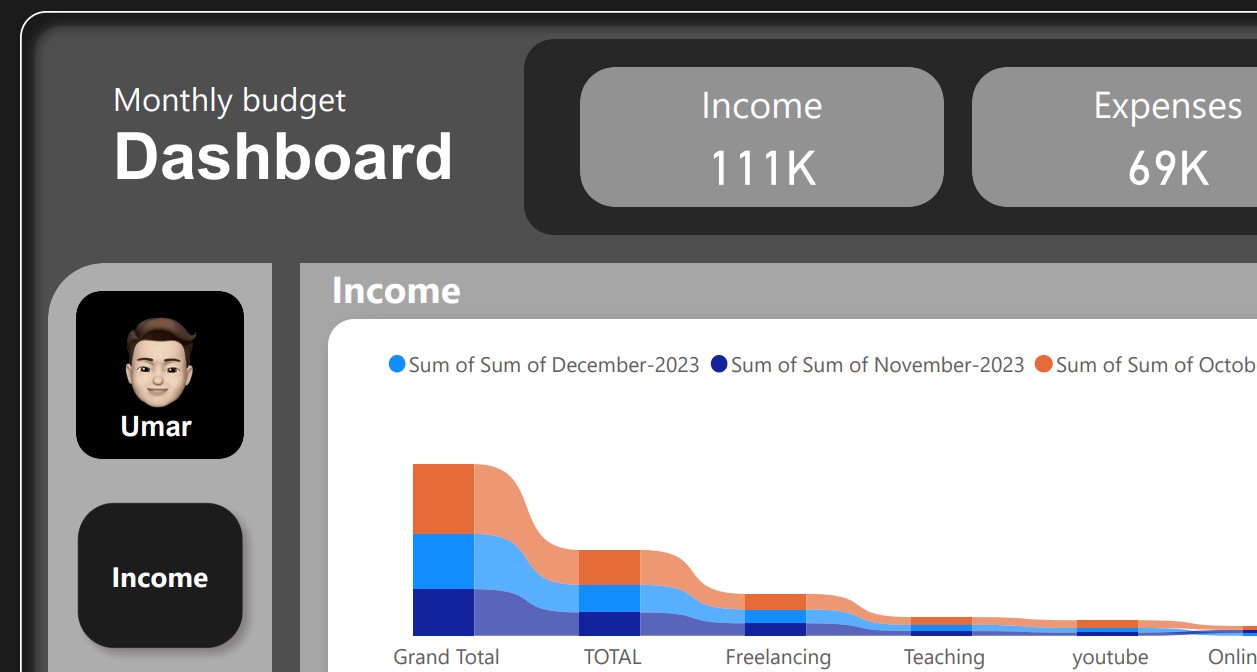 Monthly budget
Dashboard
Income
111K
Expenses
69K
Umar
Income
Income
Sum of Sum of December-2023 Sum of Sum of November-2023 Sum of Sum of Octob
Grand Total TOTAL Freelancing Teaching youtube Onlin